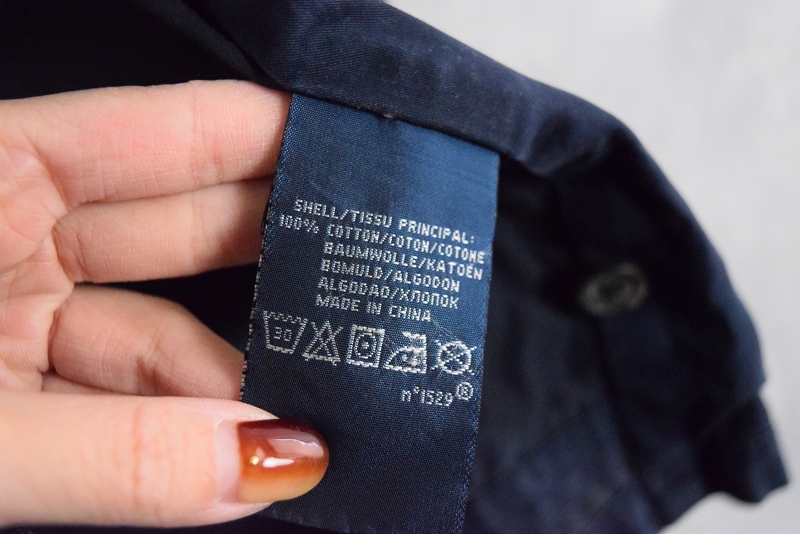 SHELL/TISSU PRINCIPAL:
100% COTTON/COTON/COTONE
BAUMWOLLE/KATOEN
BOMULD/ALGODON
ALGODAO/ХЛОПОК
MADE IN CHINA
30
n°1529®